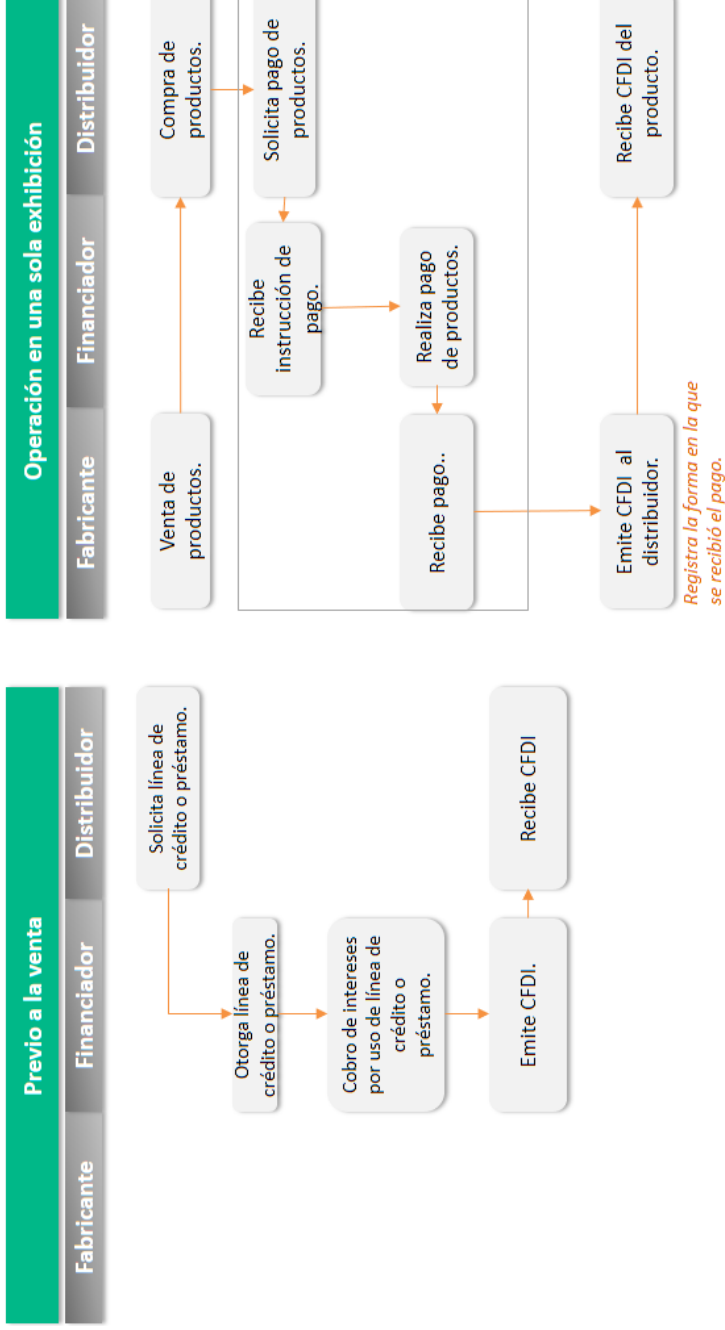 Previo a la venta
Fabricante
Financiador
Distribuidor
Solicita línea de
crédito o préstamo.
Otorga línea de
crédito o préstamo.
Cobro de intereses
por uso de línea de
crédito o
préstamo.
Emite CFDI.
Recibe CFDI
Operación en una sola exhibición
Fabricante
Financiador
Distribuidor
Venta de
productos.
Compra de
productos.
Solicita pago de
productos.
Recibe
instrucción de
pago.
Realiza pago
de productos.
Recibe pago..
Emite CFDI al
distribuidor.
Recibe CFDI del
producto.
Registra la forma en la que
se recibió el pago.